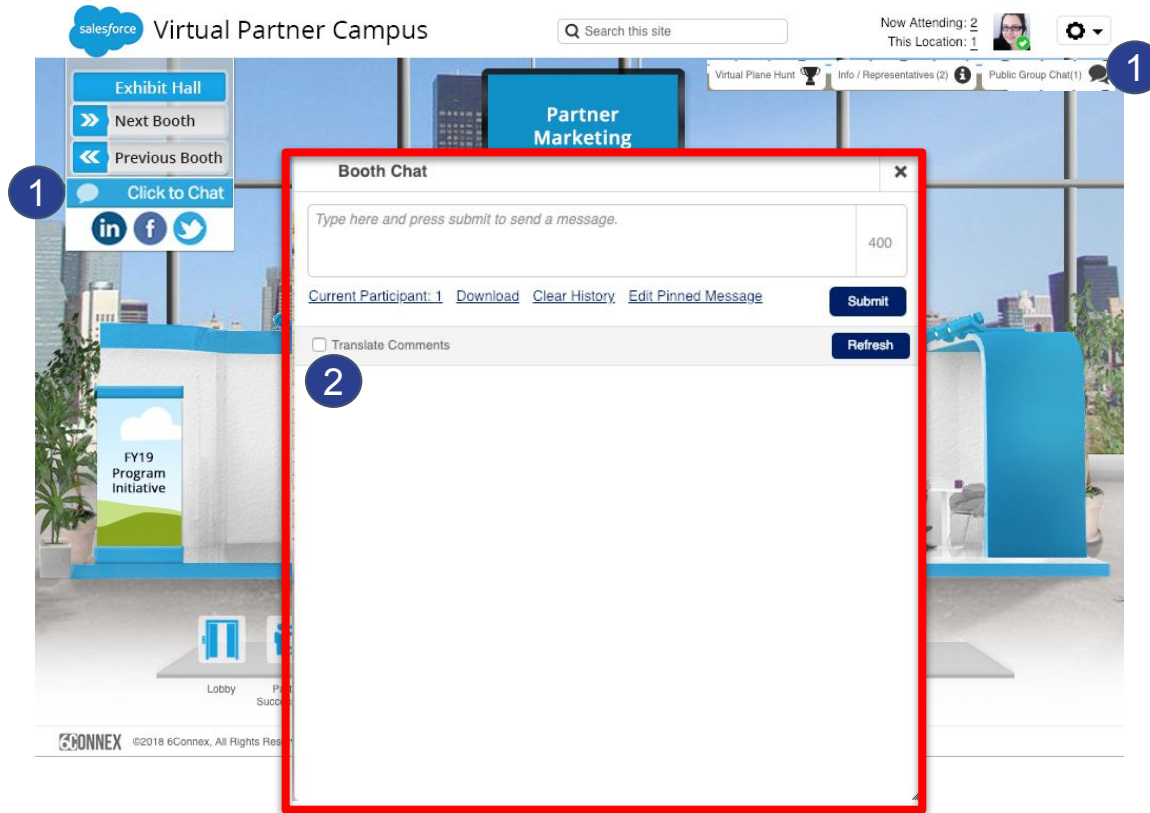 salesforce Virtual Partner Campus
Search this site
Now Attending: 2
This Location: 1
Virtual Plane Hunt
Info / Representatives (2)
Public Group Chat(1)
1
Exhibit Hall
Next Booth
Previous Booth
1
Click to Chat
in f
Partner
Marketing
Booth Chat
Type here and press submit to send a message.
400
Current Participant: 1 Download Clear History Edit Pinned Message
Submit
Translate Comments
Refresh
2
FY19
Program
Initiative
Lobby
6CONNEX ©2018 6Connex, All Rights